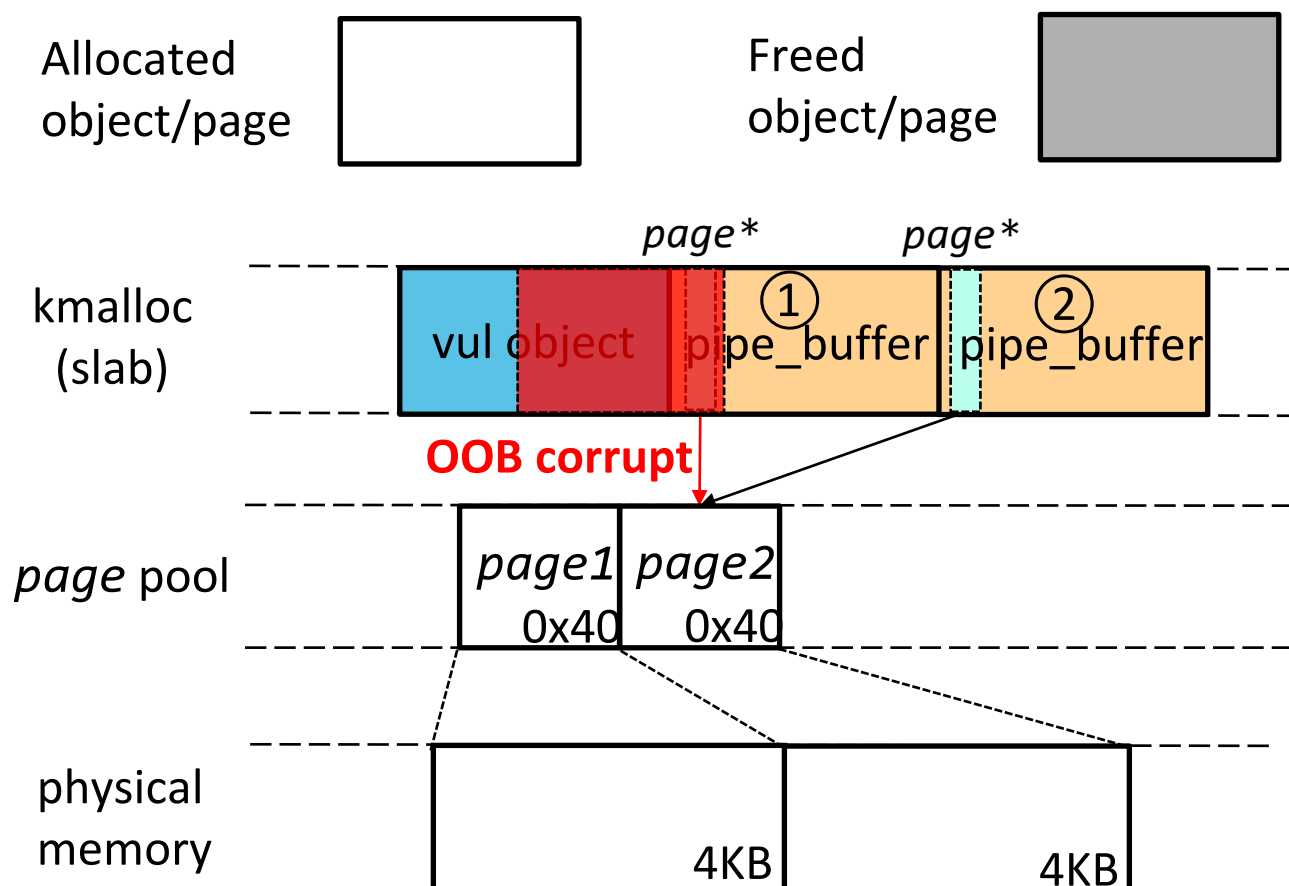 Allocated
object/page
Freed
object/page
page* page*
kmalloc
(slab)
1 2
vul object pipe_buffer pipe_buffer
OOB corrupt
page pool
page1 page2
0x40 0x40
physical
memory
4KB 4KB